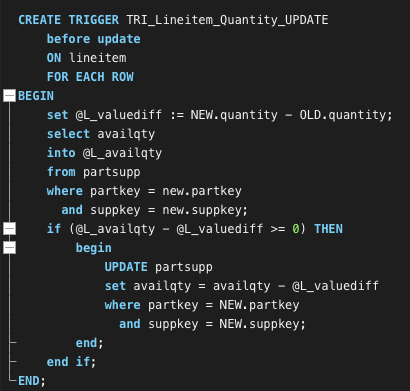 CREATE TRIGGER TRI_Lineitem_Quantity_UPDATE
    before update
    ON lineitem
    FOR EACH ROW
BEGIN
    set @L_valuediff := NEW.quantity - OLD.quantity;
    select availqty
    into @L_availqty
    from partsupp
    where partkey = new.partkey
      and suppkey = new.suppkey;
    if (@L_availqty - @L_valuediff >= 0) THEN
        begin
            UPDATE partsupp
            set availqty = availqty - @L_valuediff
            where partkey = NEW.partkey
              and suppkey = NEW.suppkey;
        end;
    end if;
END;